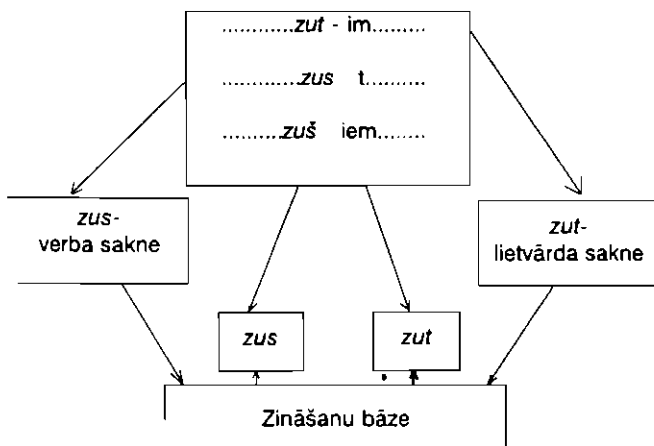 ............zut - im.........
............zus t..........
...........zuš iem........
zus-
verba sakne
zut-
lietvārda sakne
zus
zut
Zināšanu bāze